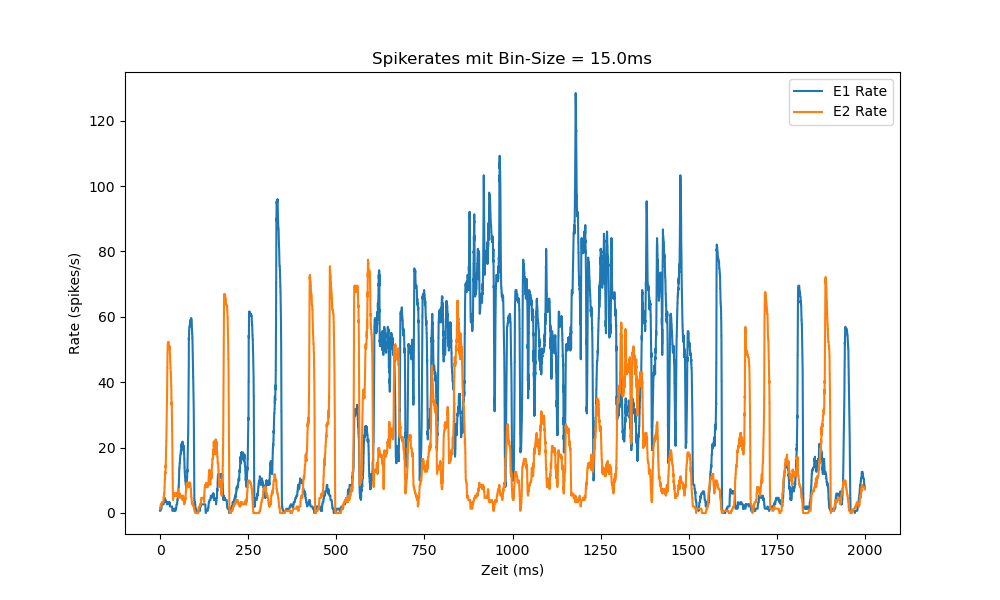 Spikerates mit Bin-Size = 15.0ms
E1 Rate
E2 Rate
Rate (spikes/s)
120
100
80
60
40
20
0
0 250 500 750 1000 1250 1500 1750 2000
Zeit (ms)